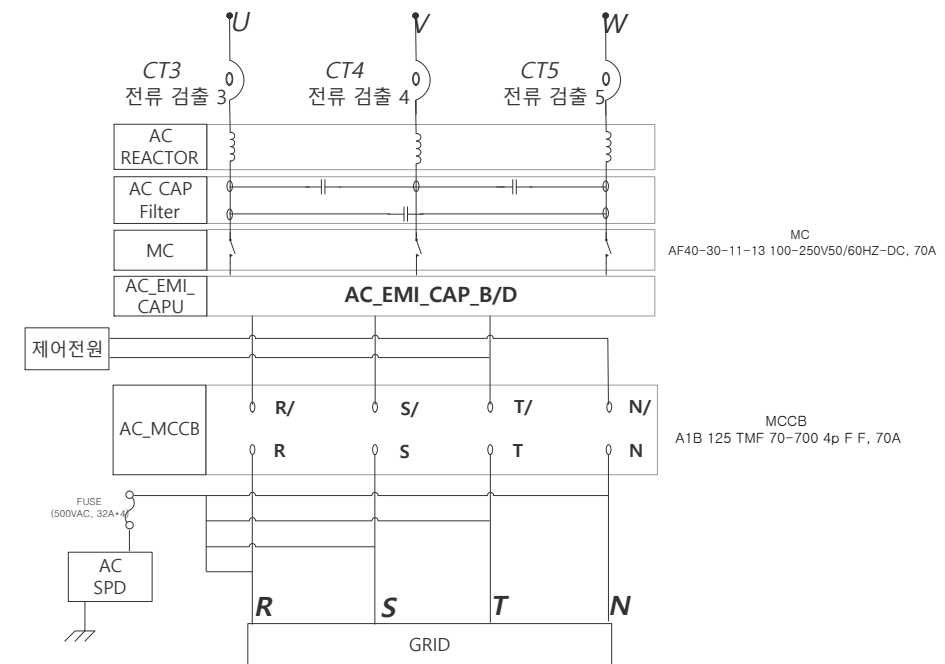 U
V
W
CT3
전류 검출 3
CT4
전류 검출 4
CT5
전류 검출 5
AC
REACTOR
AC CAP
Filter
MC
MC
AF40-30-11-13 100-250V50/60HZ-DC, 70A
AC_EMI_
CAPU
AC_EMI_CAP_B/D
제어전원
R/
S/
T/
N/
AC_MCCB
R
S
T
N
MCCB
A1B 125 TMF 70-700 4p F F, 70A
FUSE
(500VAC, 32A*4)
AC
SPD
R
S
T
N
GRID